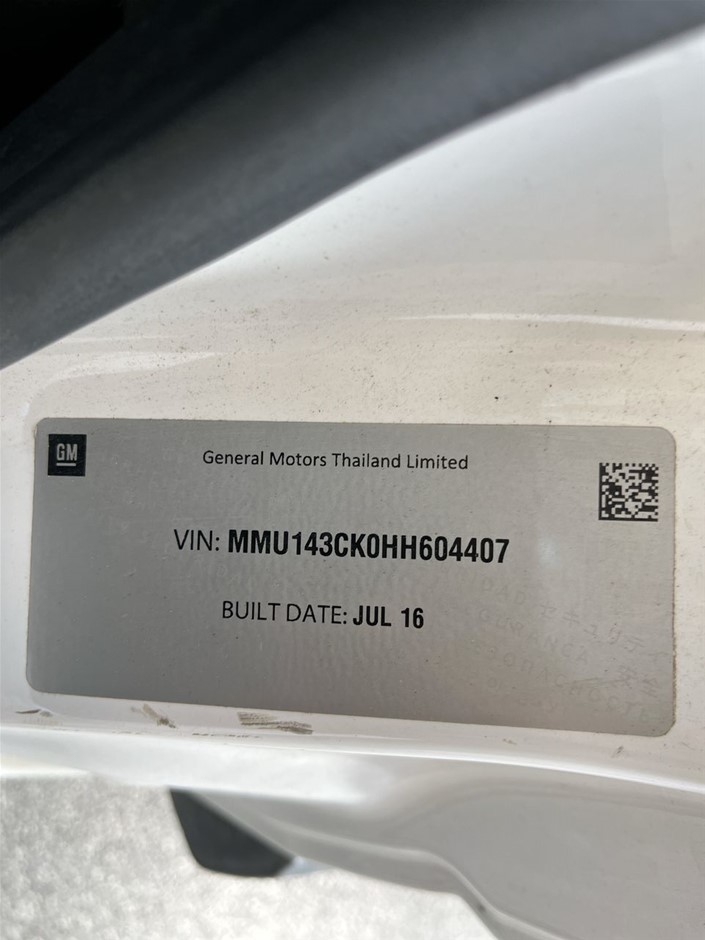 GM
General Motors Thailand Limited
VIN: MMU143CK0HH604407
BUILT DATE: JUL 16